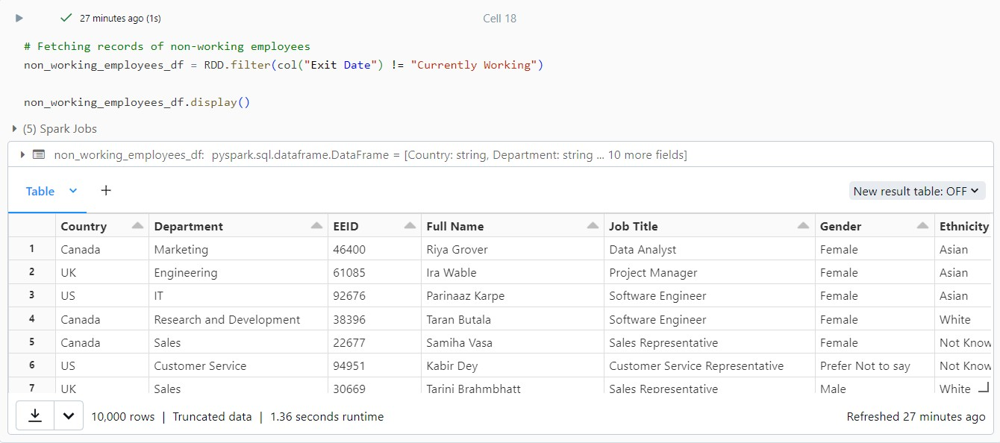 27 minutes ago (1s) Cell 18
# Fetching records of non-working employees
non_working_employees_df = RDD.filter(col("Exit Date") != "Currently Working")
non_working_employees_df.display()
(5) Spark Jobs
non_working_employees_df: pyspark.sql.dataframe.DataFrame = [Country: string, Department: string ... 10 more fields]
Table + New result table: OFF
Country Department EEID Full Name Job Title Gender Ethnicity
1 Canada Marketing 46400 Riya Grover Data Analyst Female Asian
2 UK Engineering 61085 Ira Wable Project Manager Female Asian
3 US IT 92676 Parinaaz Karpe Software Engineer Female Asian
4 Canada Research and Development 38396 Taran Butala Software Engineer Female White
5 Canada Sales 22677 Samiha Vasa Sales Representative Female Not Know
6 US Customer Service 94951 Kabir Dey Customer Service Representative Prefer Not to say Not Know
7 UK Sales 30669 Tarini Brahmbhatt Sales Representative Male White
10,000 rows | Truncated data | 1.36 seconds runtime Refreshed 27 minutes ago